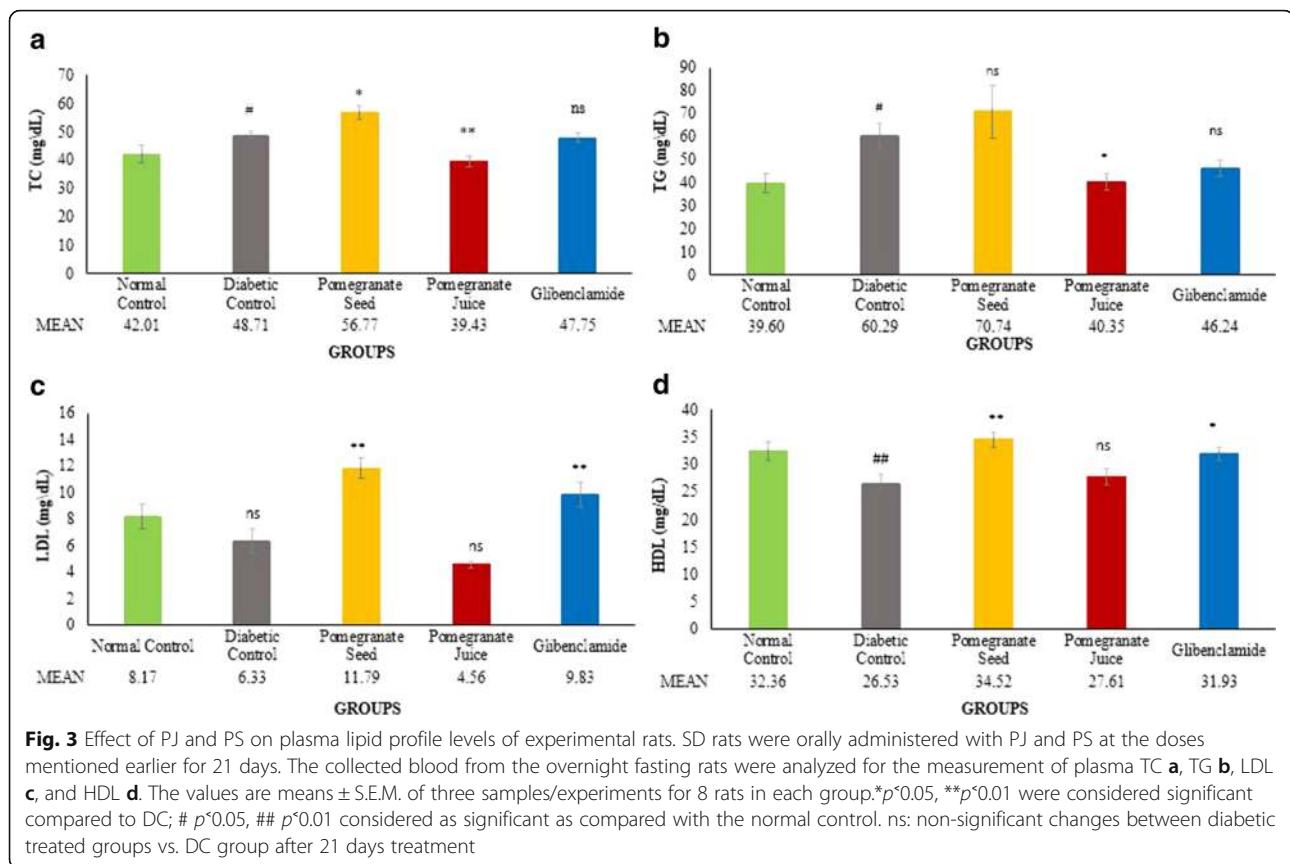 a
70
60
50
40
30
20
10
0
TC (mg\dL)
#
*
**
ns
Normal Control
Diabetic Control
Pomegranate Seed
Pomegranate Juice
Glibenclamide
MEAN 42.01 48.71 56.77 39.43 47.75
GROUPS
b
90
80
70
60
50
40
30
20
10
0
TG (mg\dL)
#
ns
*
ns
Normal Control
Diabetic Control
Pomegranate Seed
Pomegranate Juice
Glibenclamide
MEAN 39.60 60.29 70.74 40.35 46.24
GROUPS
c
16
14
12
10
8
6
4
2
0
LDL (mg\dL)
ns
**
ns
**
Normal Control
Diabetic Control
Pomegranate Seed
Pomegranate Juice
Glibenclamide
MEAN 8.17 6.33 11.79 4.56 9.83
GROUPS
d
40
35
30
25
20
15
10
5
0
HDL (mg/dL)
##
**
ns
*
Normal Control
Diabetic Control
Pomegranate Seed
Pomegranate Juice
Glibenclamide
MEAN 32.36 26.53 34.52 27.61 31.93
GROUPS
Fig. 3 Effect of PJ and PS on plasma lipid profile levels of experimental rats. SD rats were orally administered with PJ and PS at the doses
mentioned earlier for 21 days. The collected blood from the overnight fasting rats were analyzed for the measurement of plasma TC a, TG b, LDL
c, and HDL d. The values are means ± S.E.M. of three samples/experiments for 8 rats in each group.*p˂0.05, **p˂0.01 were considered significant
compared to DC; # p˂0.05, ## p˂0.01 considered as significant as compared with the normal control. ns: non-significant changes between diabetic
treated groups vs. DC group after 21 days treatment